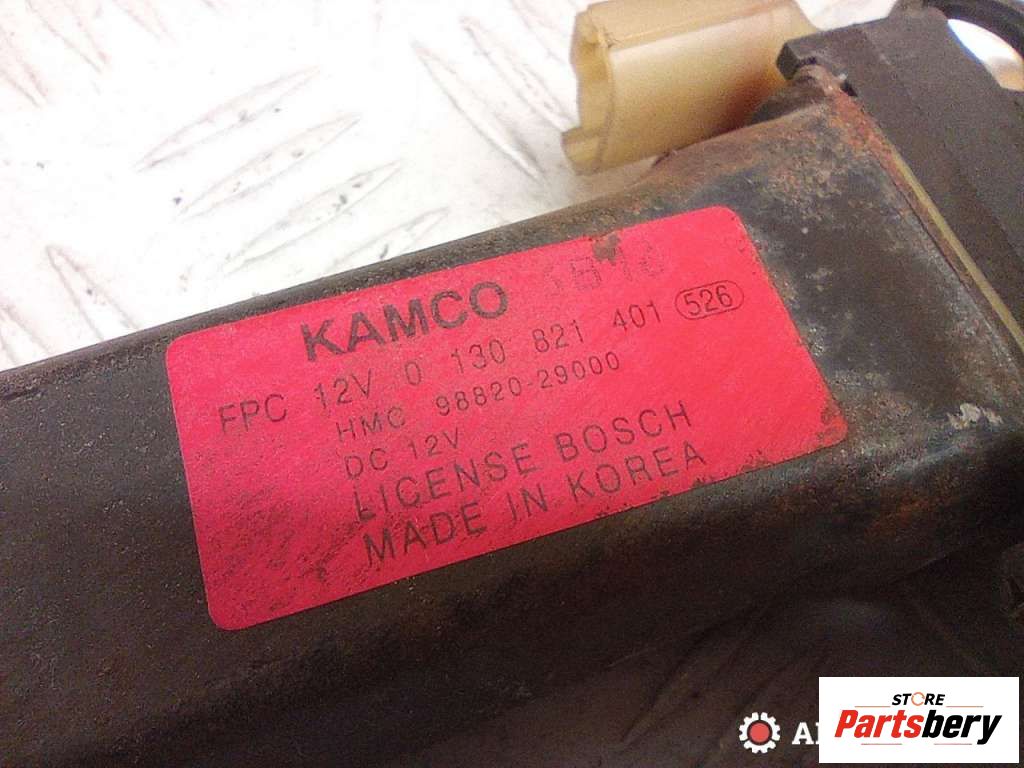 KAMCO
FPC 12V 0 130 821 401 526
HMC 98820-29000
DC 12V
LICENSE BOSCH
MADE IN KOREA
STORE
Partsbery